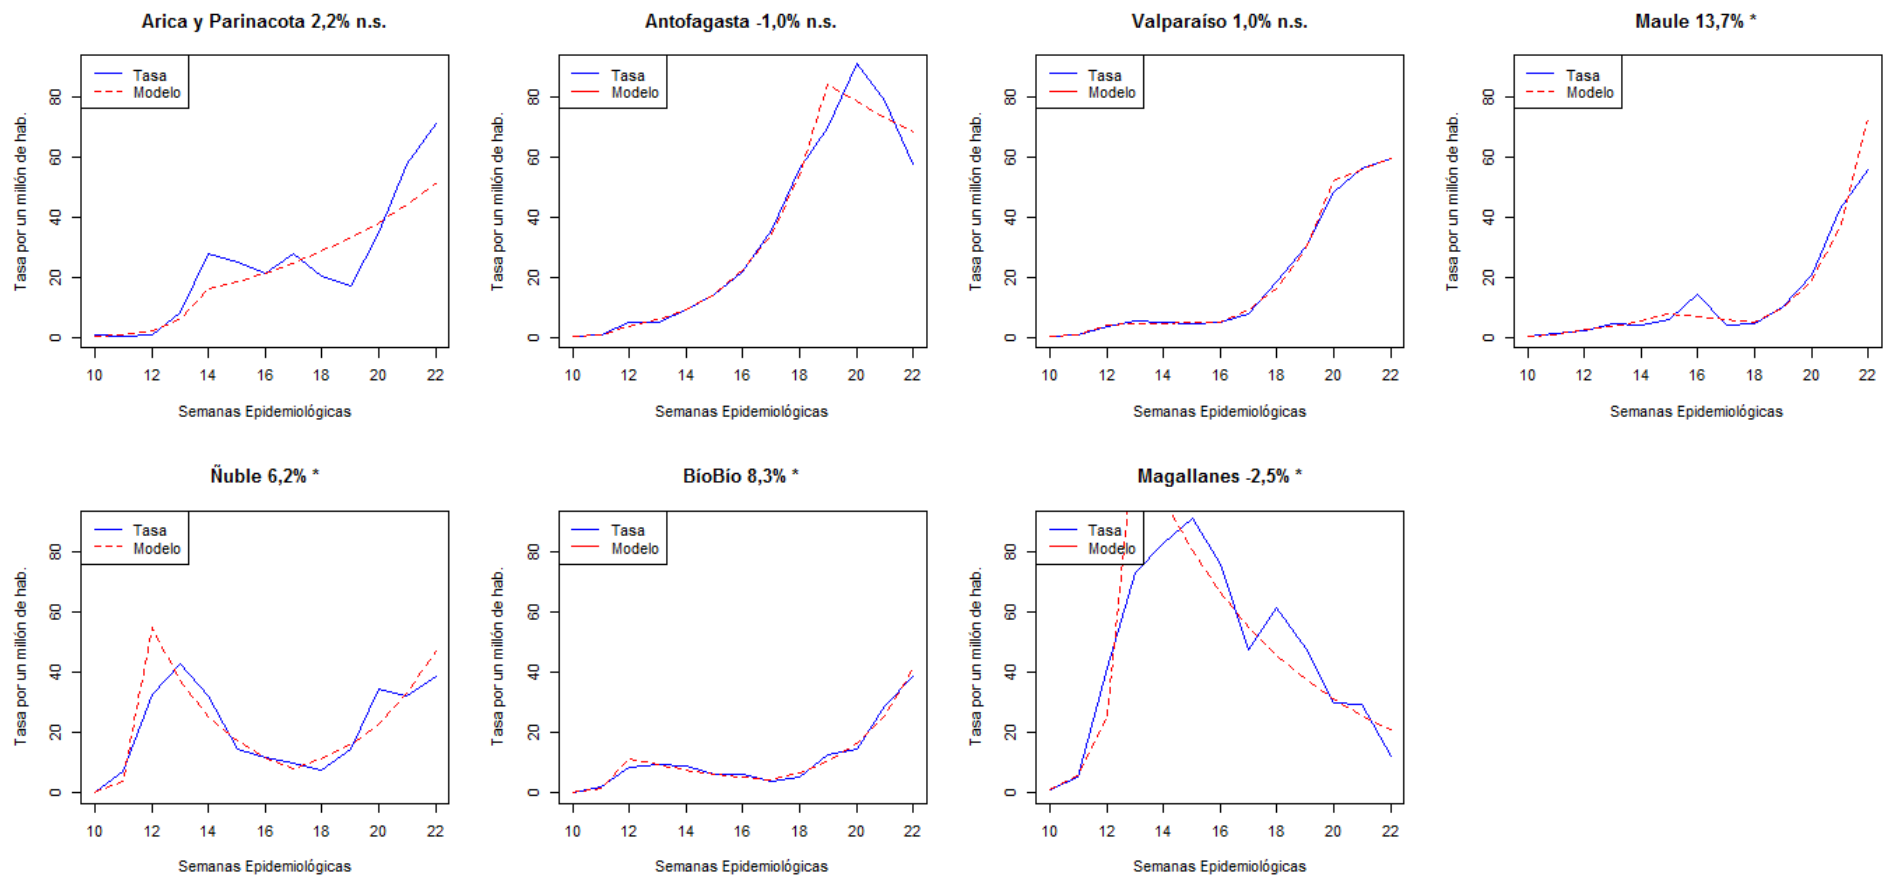 Arica y Parinacota 2,2% n.s.
Tasa
Modelo
Tasa por un millón de hab.
0 20 40 60 80
10 12 14 16 18 20 22
Semanas Epidemiológicas
Antofagasta -1,0% n.s.
Tasa
Modelo
Tasa por un millón de hab.
0 20 40 60 80
10 12 14 16 18 20 22
Semanas Epidemiológicas
Valparaíso 1,0% n.s.
Tasa
Modelo
Tasa por un millón de hab.
0 20 40 60 80
10 12 14 16 18 20 22
Semanas Epidemiológicas
Maule 13,7% *
Tasa
Modelo
Tasa por un millón de hab.
0 20 40 60 80
10 12 14 16 18 20 22
Semanas Epidemiológicas
Ñuble 6,2% *
Tasa
Modelo
Tasa por un millón de hab.
0 20 40 60 80
10 12 14 16 18 20 22
Semanas Epidemiológicas
BíoBío 8,3% *
Tasa
Modelo
Tasa por un millón de hab.
0 20 40 60 80
10 12 14 16 18 20 22
Semanas Epidemiológicas
Magallanes -2,5% *
Tasa
Modelo
Tasa por un millón de hab.
0 20 40 60 80
10 12 14 16 18 20 22
Semanas Epidemiológicas